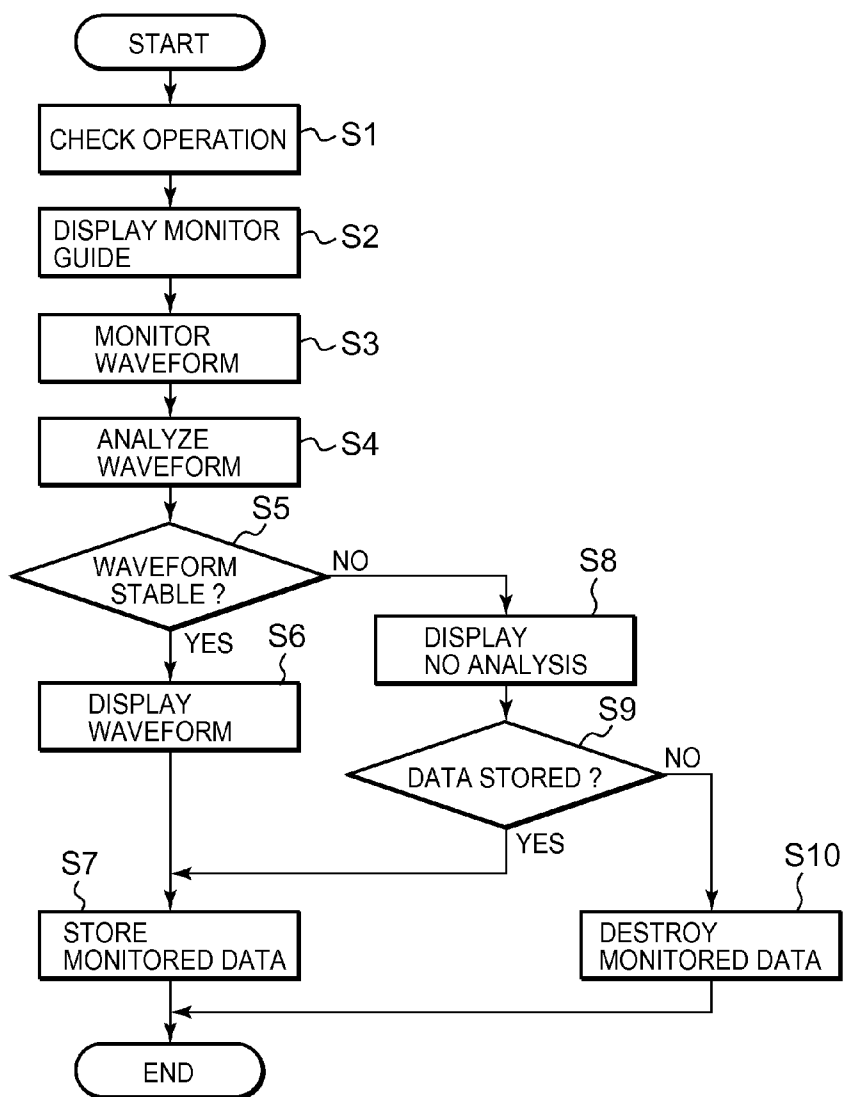 START
CHECK OPERATION
S1
DISPLAY MONITOR
GUIDE
S2
MONITOR
WAVEFORM
S3
ANALYZE
WAVEFORM
S4
S5
WAVEFORM
STABLE ?
NO
YES
S6
DISPLAY
WAVEFORM
S8
DISPLAY
NO ANALYSIS
S9
DATA STORED ?
NO
YES
S7
STORE
MONITORED DATA
S10
DESTROY
MONITORED DATA
END